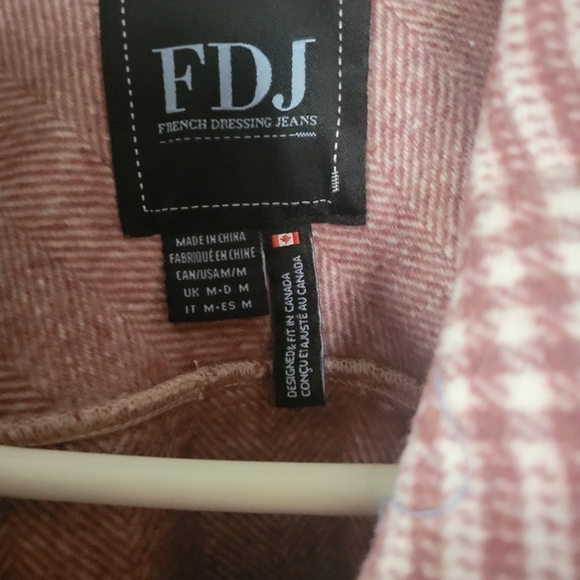 FDJ
FRENCH DRESSING JEANS
MADE IN CHINA
FABRIQUÉ EN CHINE
CAN/USA M/M
UK M-D M
IT M-ES M
DESIGNED & FIT IN CANADA
CONÇU ET AJUSTÉ AU CANADA